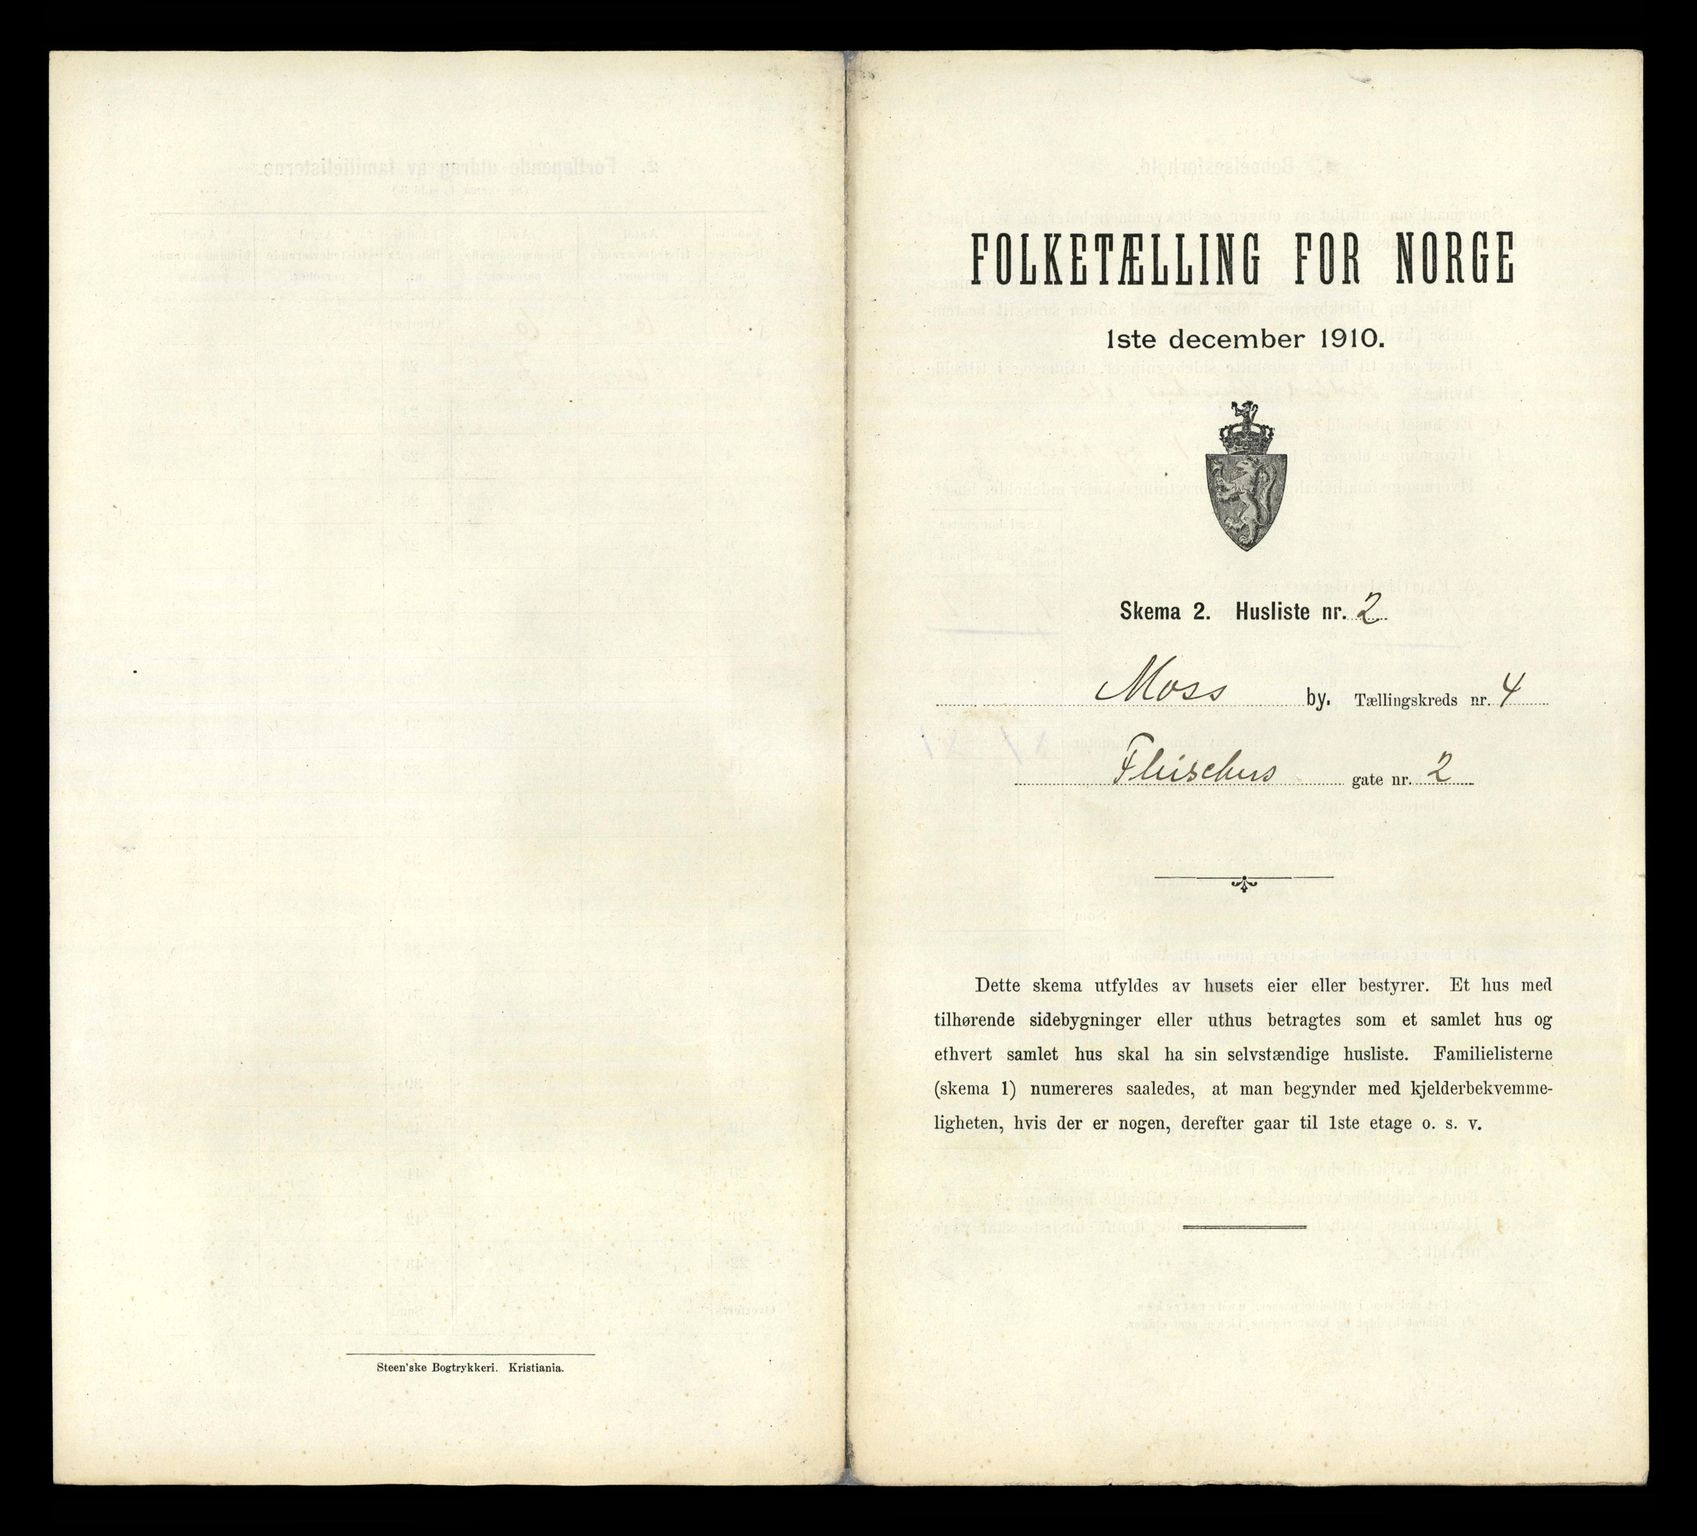 FOLKETÆLLING FOR NORGE
1ste december 1910.
Skema 2. Husliste nr. 2
Moss by. Tællingskreds nr. 4
Fleischers gate nr. 2
Dette skema utfyldes av husets eier eller bestyrer. Et hus med
tilhørende sidebygninger eller uthus betragtes som et samlet hus og
ethvert samlet hus skal ha sin selvstændige husliste. Familielisterne
(skema 1) numereres saaledes, at man begynder med kjelderbekvemme-
ligheten, hvis der er nogen, derefter gaar til 1ste etage o. s. v.
Steen'ske Bogtrykkeri. Kristiania.